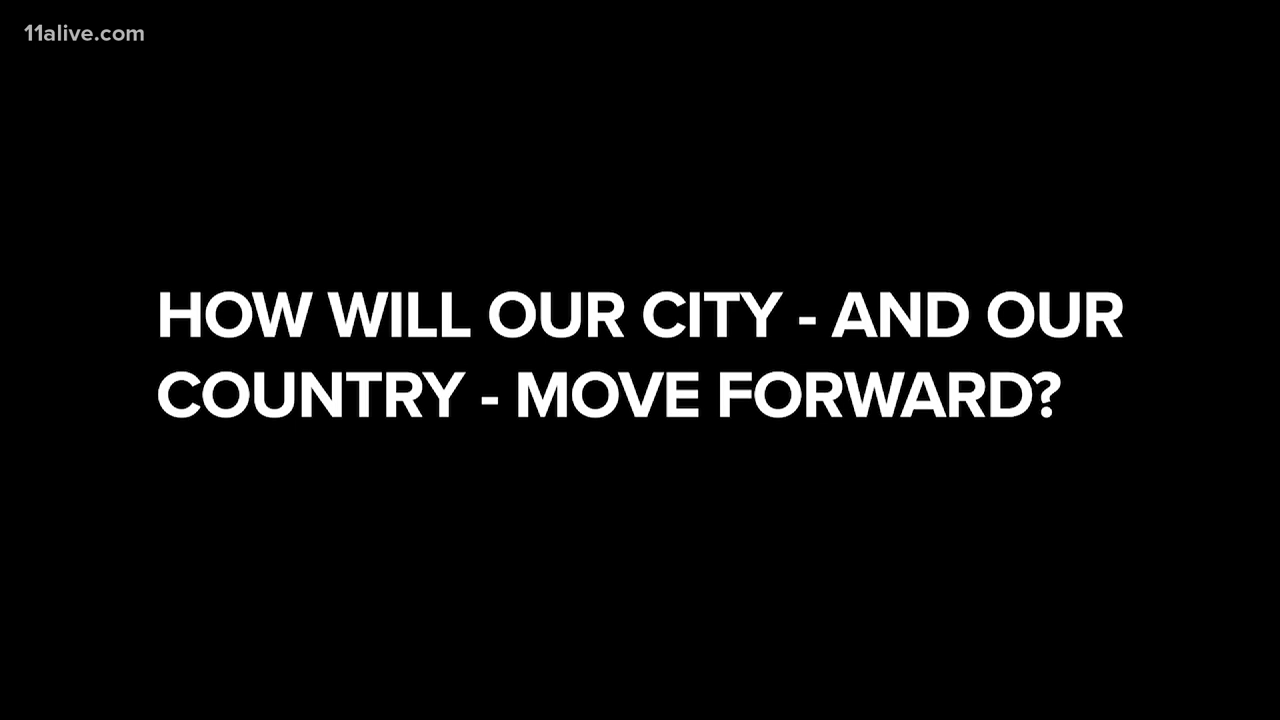 11alive.com
HOW WILL OUR CITY - AND OUR
COUNTRY - MOVE FORWARD?